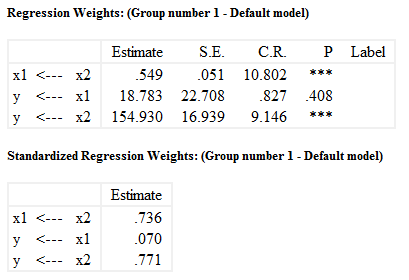 Regression Weights: (Group number 1 - Default model)
Estimate S.E. C.R. P Label
x1 <--- x2 .549 .051 10.802 ***
y <--- x1 18.783 22.708 .827 .408
y <--- x2 154.930 16.939 9.146 ***
Standardized Regression Weights: (Group number 1 - Default model)
Estimate
x1 <--- x2 .736
y <--- x1 .070
y <--- x2 .771